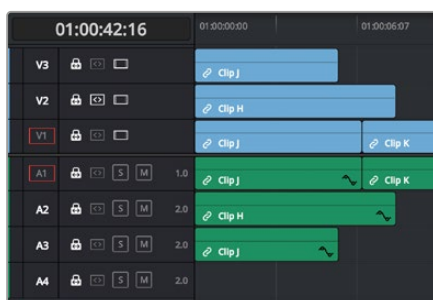 01:00:42:16 01:00:00:00 01:00:06:07
V3 Clip J
V2 Clip H
V1 Clip J Clip K
A1 S M 1.0 Clip J Clip K
A2 S M 2.0 Clip H
A3 S M 2.0 Clip J
A4 S M 2.0